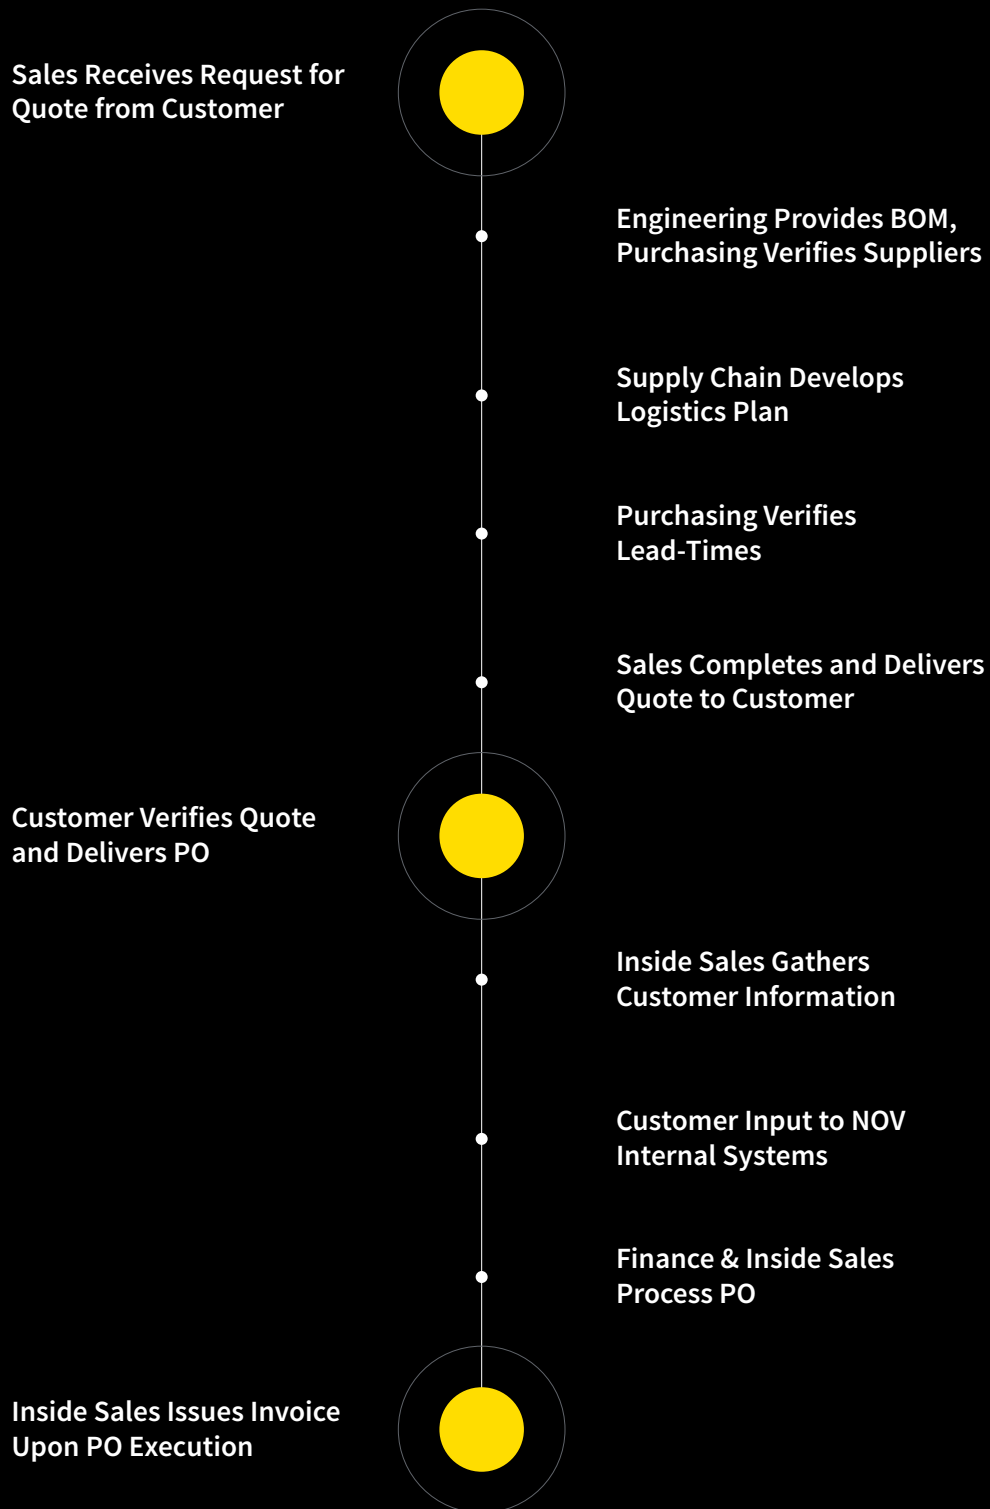 Sales Receives Request for
Quote from Customer
Engineering Provides BOM,
Purchasing Verifies Suppliers
Supply Chain Develops
Logistics Plan
Purchasing Verifies
Lead-Times
Sales Completes and Delivers
Quote to Customer
Customer Verifies Quote
and Delivers PO
Inside Sales Gathers
Customer Information
Customer Input to NOV
Internal Systems
Finance & Inside Sales
Process PO
Inside Sales Issues Invoice
Upon PO Execution